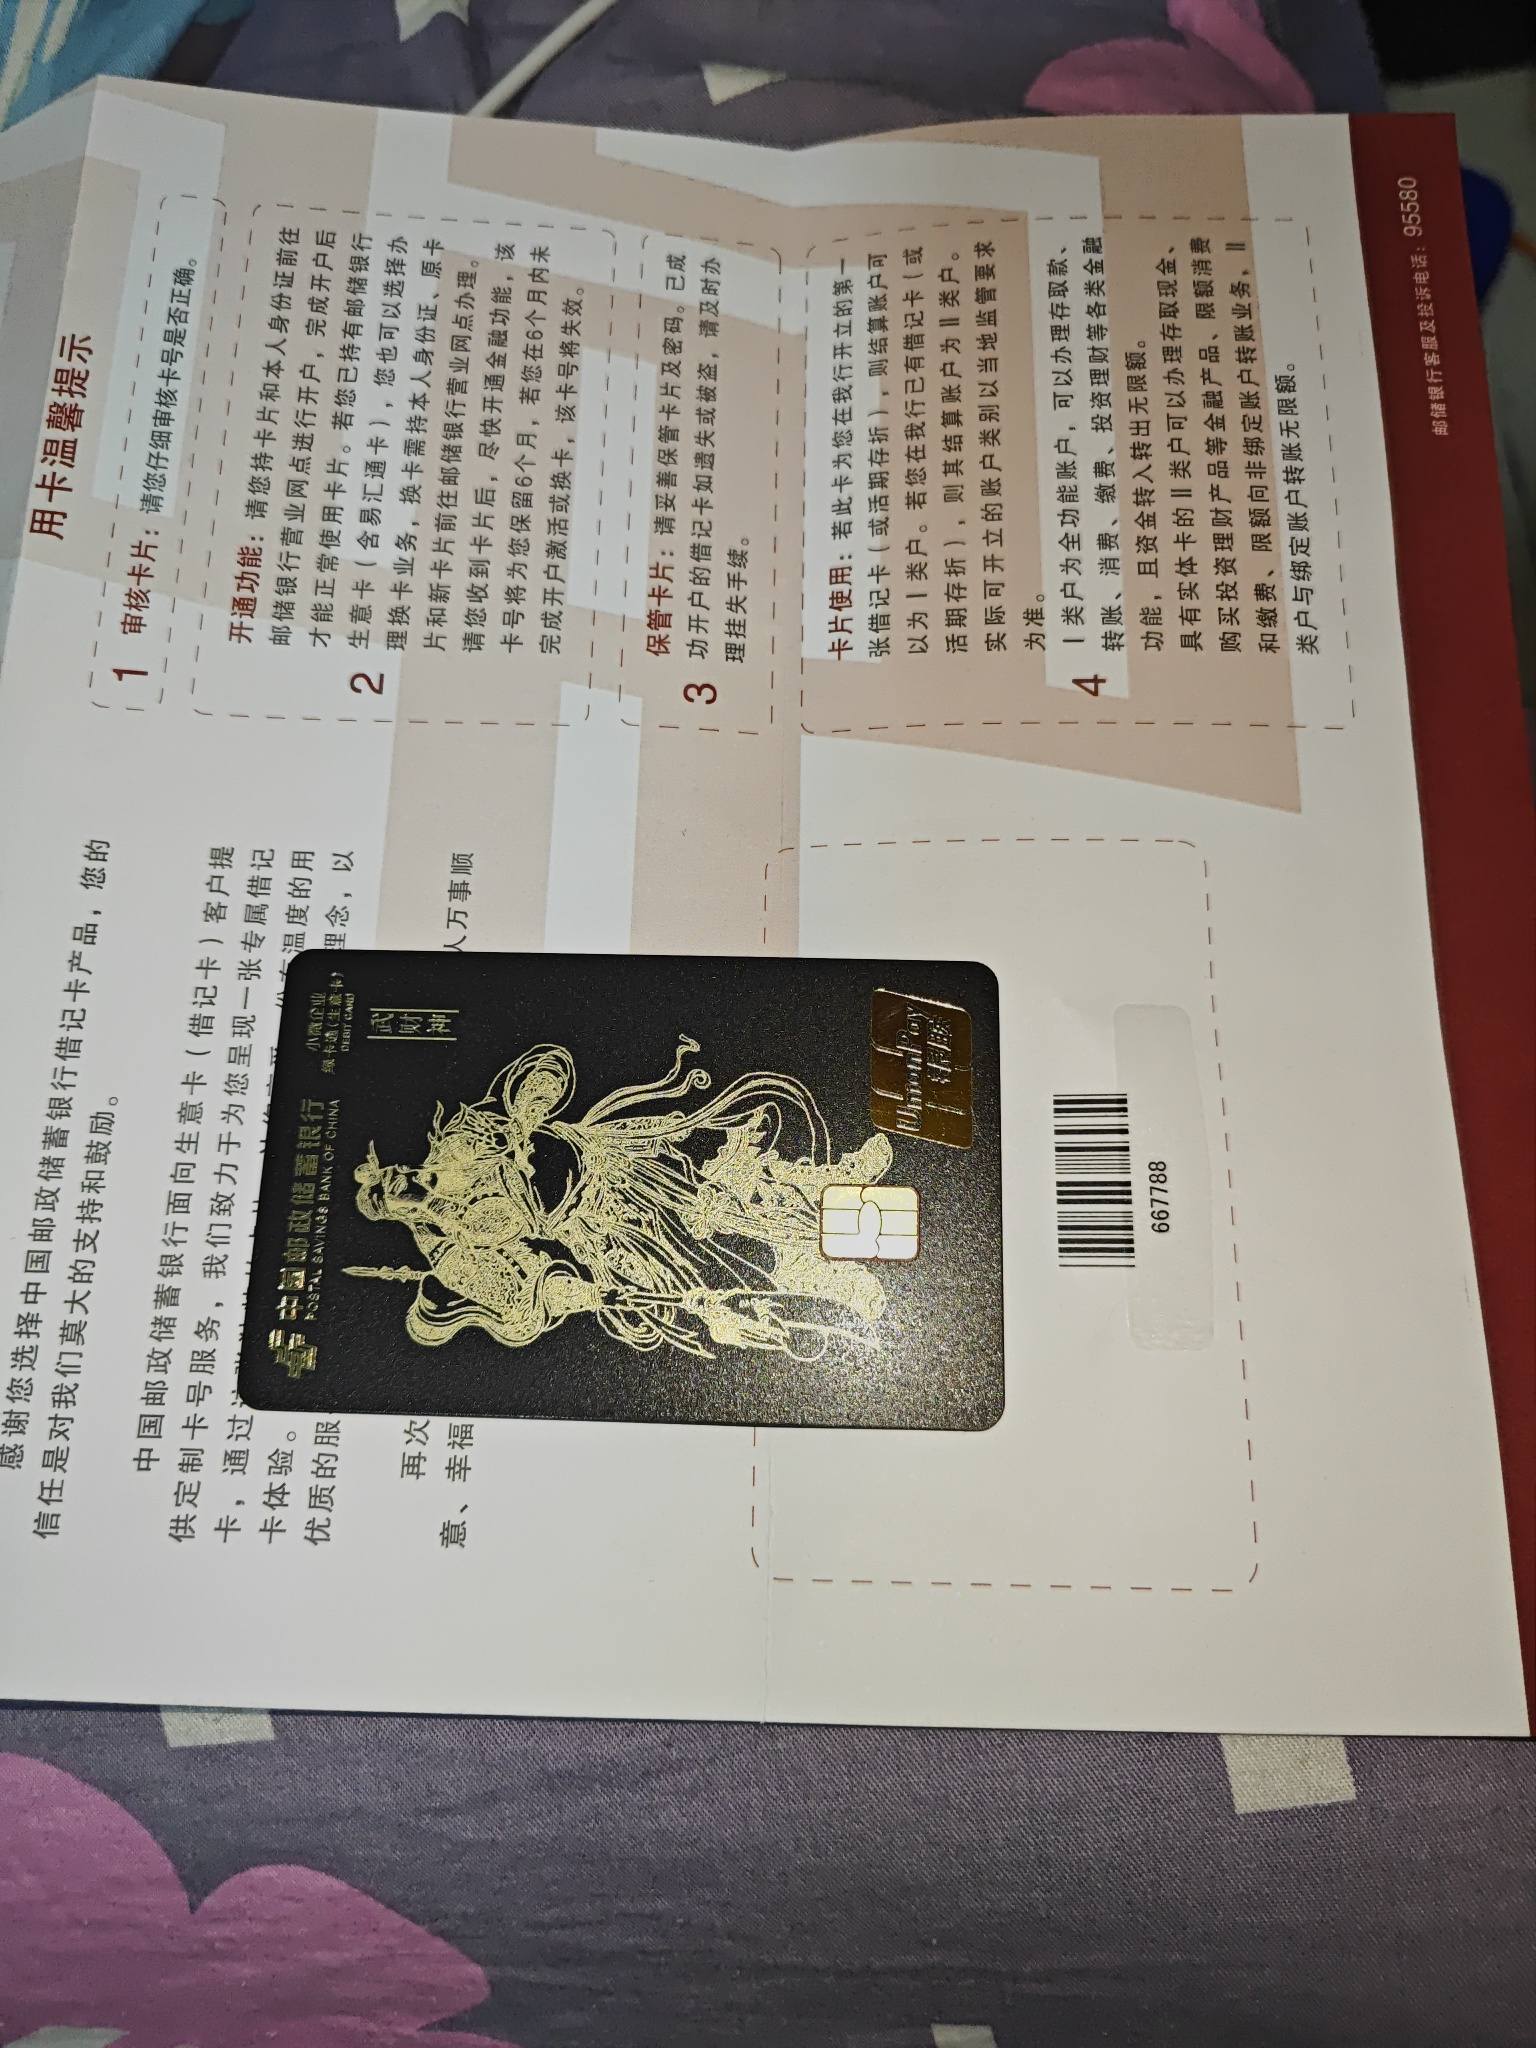 感谢您选择中国邮政储蓄银行借记卡产品，您的
信任是对我们莫大的支持和鼓励。
中国邮政储蓄银行面向生意卡（借记卡）客户提
供定制卡号服务，我们致力于为您呈现一张专属借记
卡，通过
温度的用
卡体验。
理念，以
优质的服
再次
人万事顺
意、幸福
用卡温馨提示
1
审核卡片：请您仔细审核卡号是否正确。
2
开通功能：请您持卡片和本人身份证前往
邮储银行营业网点进行开户，完成开户后
才能正常使用卡片。若您已持有邮储银行
生意卡（含易汇通卡），您也可以选择办
理换卡业务，换卡需持本人身份证、原卡
片和新卡片前往邮储银行营业网点办理。
请您收到卡片后，尽快开通金融功能，该
卡号将为您保留6个月，若您在6个月内未
完成开户激活或换卡，该卡号将失效。
3
保管卡片：请妥善保管卡片及密码。已成
功开户的借记卡如遗失或被盗，请及时办
理挂失手续。
4
卡片使用：若此卡为您在我行开立的第一
张借记卡（或活期存折），则结算账户可
以为Ⅰ类户。若您在我行已有借记卡（或
活期存折），则其结算账户为Ⅱ类户。
实际可开立的账户类别以当地监管要求
为准。
Ⅰ类户为全功能账户，可以办理存取款、
转账、消费、缴费、投资理财等各类金融
功能，且资金转入转出无限额。
具有实体卡的Ⅱ类户可以办理存取现金、
购买投资理财产品等金融产品、限额消费
和缴费、限额向非绑定账户转账业务，Ⅱ
类户与绑定账户转账无限额。
中国邮政储蓄银行
POSTAL SAVINGS BANK OF CHINA
小微企业
绿卡通（生意卡）
DEBIT CARD
武
财
神
UnionPay
银联
667788
邮储银行客服及投诉电话：95580